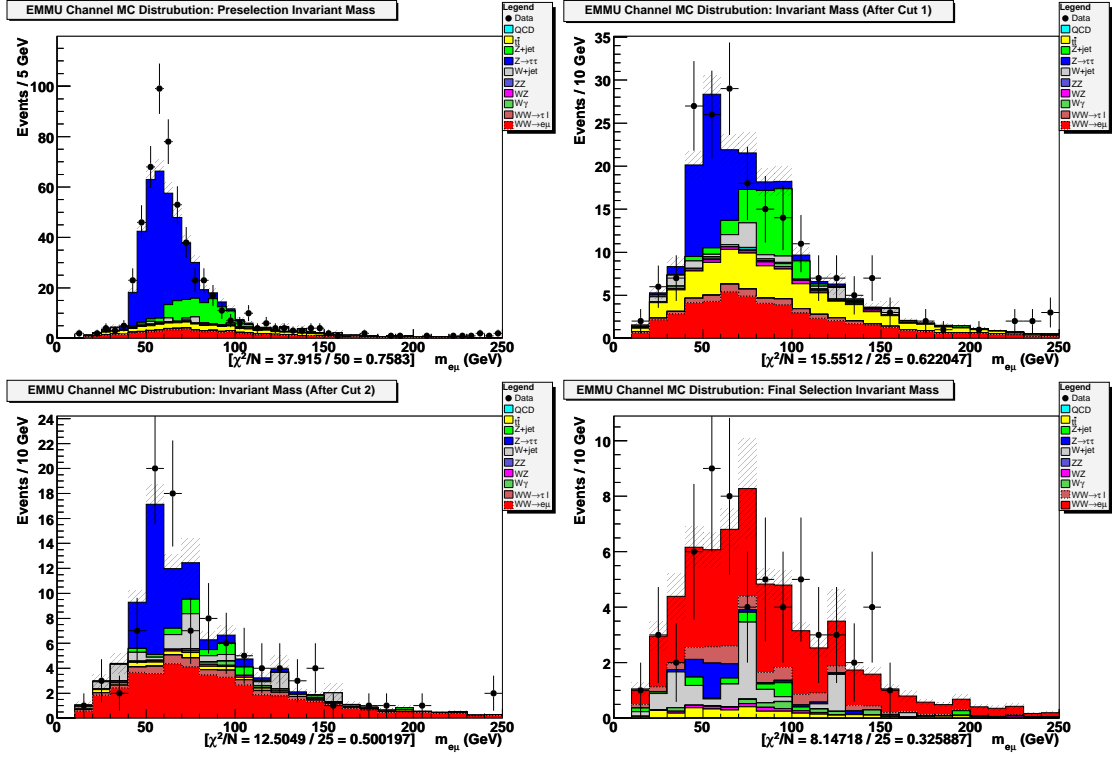 EMMU Channel MC Distrubution: Preselection Invariant Mass
Events / 5 GeV
100
80
60
40
20
0
0 50 100 150 200 250
[χ²/N = 37.915 / 50 = 0.7583] m_eμ (GeV)
Legend
Data
QCD
tt̄
Z+jet
Z→ττ
W+jet
ZZ
WZ
Wγ
WW→τ l
WW→eμ
EMMU Channel MC Distrubution: Invariant Mass (After Cut 1)
Events / 10 GeV
35
30
25
20
15
10
5
0
0 50 100 150 200 250
[χ²/N = 15.5512 / 25 = 0.622047] m_eμ (GeV)
Legend
Data
QCD
tt̄
Z+jet
Z→ττ
W+jet
ZZ
WZ
Wγ
WW→τ l
WW→eμ
EMMU Channel MC Distrubution: Invariant Mass (After Cut 2)
Events / 10 GeV
24
22
20
18
16
14
12
10
8
6
4
2
0
0 50 100 150 200 250
[χ²/N = 12.5049 / 25 = 0.500197] m_eμ (GeV)
Legend
Data
QCD
tt̄
Z+jet
Z→ττ
W+jet
ZZ
WZ
Wγ
WW→τ l
WW→eμ
EMMU Channel MC Distrubution: Final Selection Invariant Mass
Events / 10 GeV
10
8
6
4
2
0
0 50 100 150 200 250
[χ²/N = 8.14718 / 25 = 0.325887] m_eμ (GeV)
Legend
Data
QCD
tt̄
Z+jet
Z→ττ
W+jet
ZZ
WZ
Wγ
WW→τ l
WW→eμ